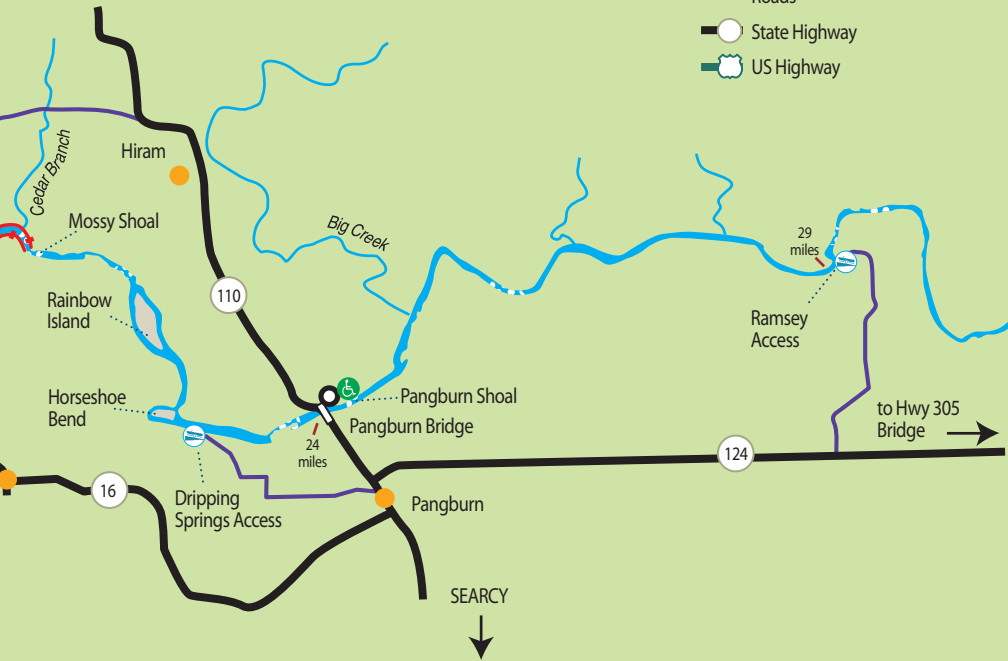 Roads
State Highway
US Highway
Cedar Branch
Hiram
Mossy Shoal
Big Creek
29
miles
110
Rainbow
Island
Ramsey
Access
Horseshoe
Bend
Pangburn Shoal
Pangburn Bridge
24
miles
to Hwy 305
Bridge
124
16
Dripping
Springs Access
Pangburn
SEARCY